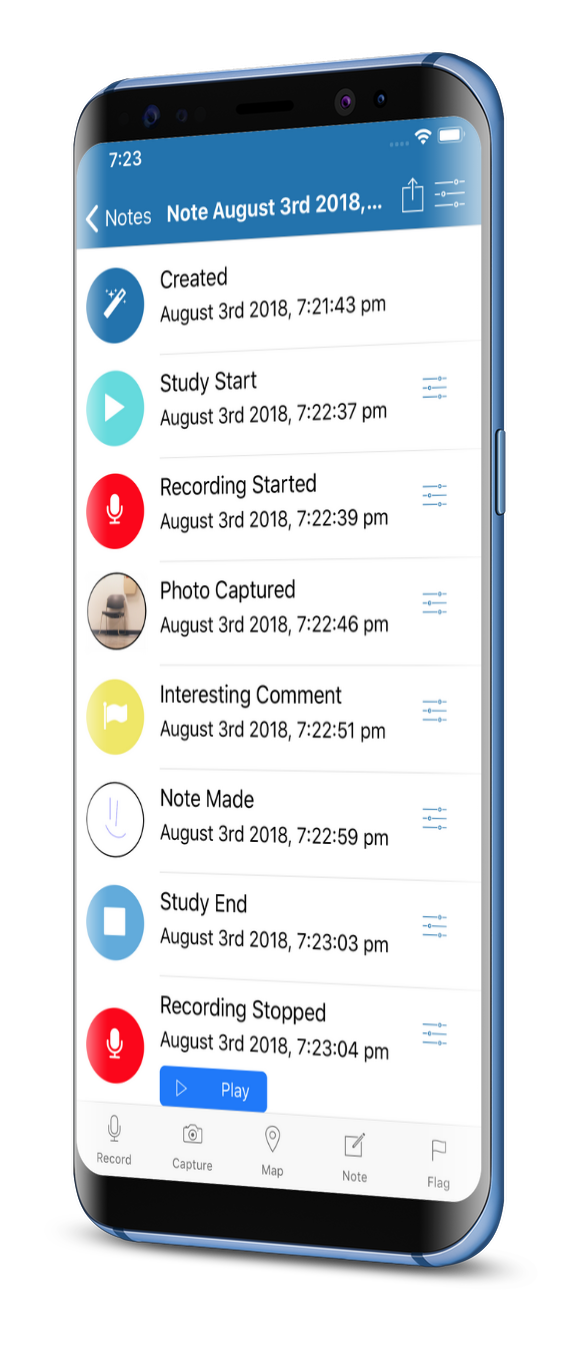 7:23
Notes
Note August 3rd 2018,...
Created
August 3rd 2018, 7:21:43 pm
Study Start
August 3rd 2018, 7:22:37 pm
Recording Started
August 3rd 2018, 7:22:39 pm
Photo Captured
August 3rd 2018, 7:22:46 pm
Interesting Comment
August 3rd 2018, 7:22:51 pm
Note Made
August 3rd 2018, 7:22:59 pm
Study End
August 3rd 2018, 7:23:03 pm
Recording Stopped
August 3rd 2018, 7:23:04 pm
Play
Record
Capture
Map
Note
Flag